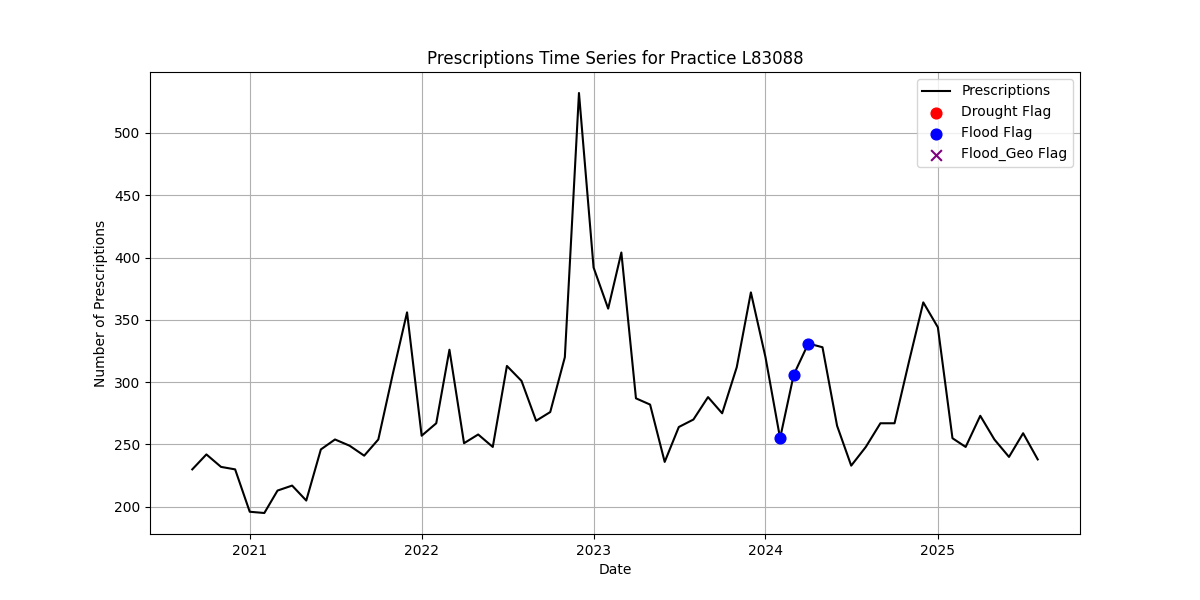 Prescriptions Time Series for Practice L83088
Prescriptions
Drought Flag
Flood Flag
Flood_Geo Flag
Number of Prescriptions
500
450
400
350
300
250
200
2021 2022 2023 2024 2025
Date